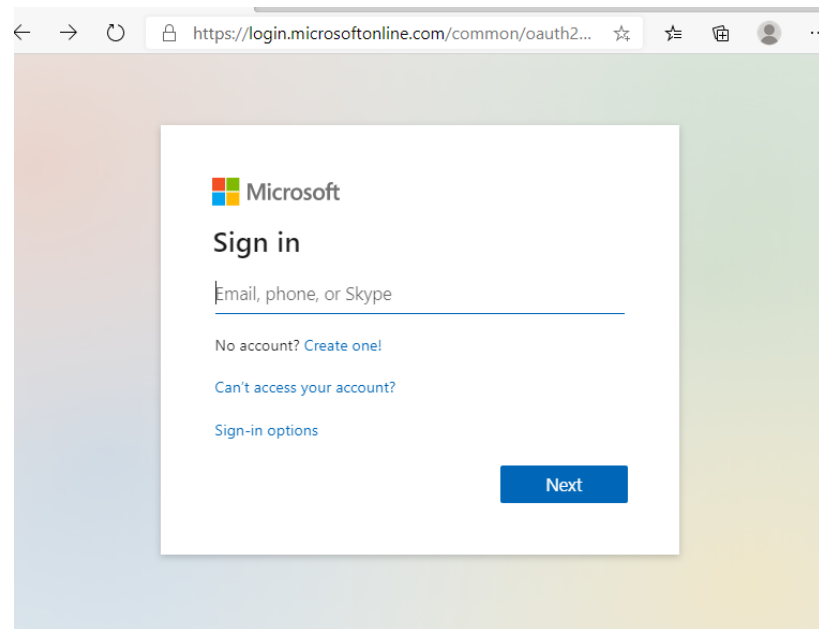 https://login.microsoftonline.com/common/oauth2...
Microsoft
Sign in
Email, phone, or Skype
No account? Create one!
Can't access your account?
Sign-in options
Next